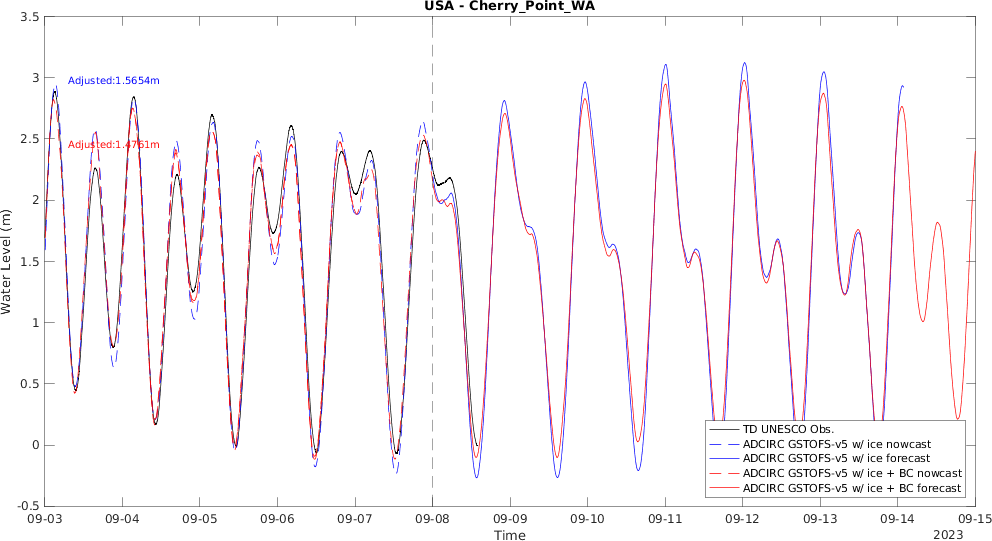 USA - Cherry_Point_WA
3.5
3
2.5
2
1.5
1
0.5
0
-0.5
Water Level (m)
Adjusted:1.5654m
Adjusted:1.4761m
TD UNESCO Obs.
ADCIRC GSTOFS-v5 w/ ice nowcast
ADCIRC GSTOFS-v5 w/ ice forecast
ADCIRC GSTOFS-v5 w/ ice + BC nowcast
ADCIRC GSTOFS-v5 w/ ice + BC forecast
09-03 09-04 09-05 09-06 09-07 09-08 09-09 09-10 09-11 09-12 09-13 09-14 09-15
Time
2023